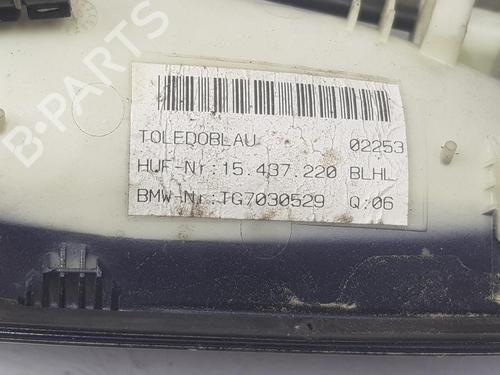 B-PARTS
TOLEDOBLAU 02253
HUF-Nr:15.437.220 BLHL
BMW-Nr:TG7030529 Q:06